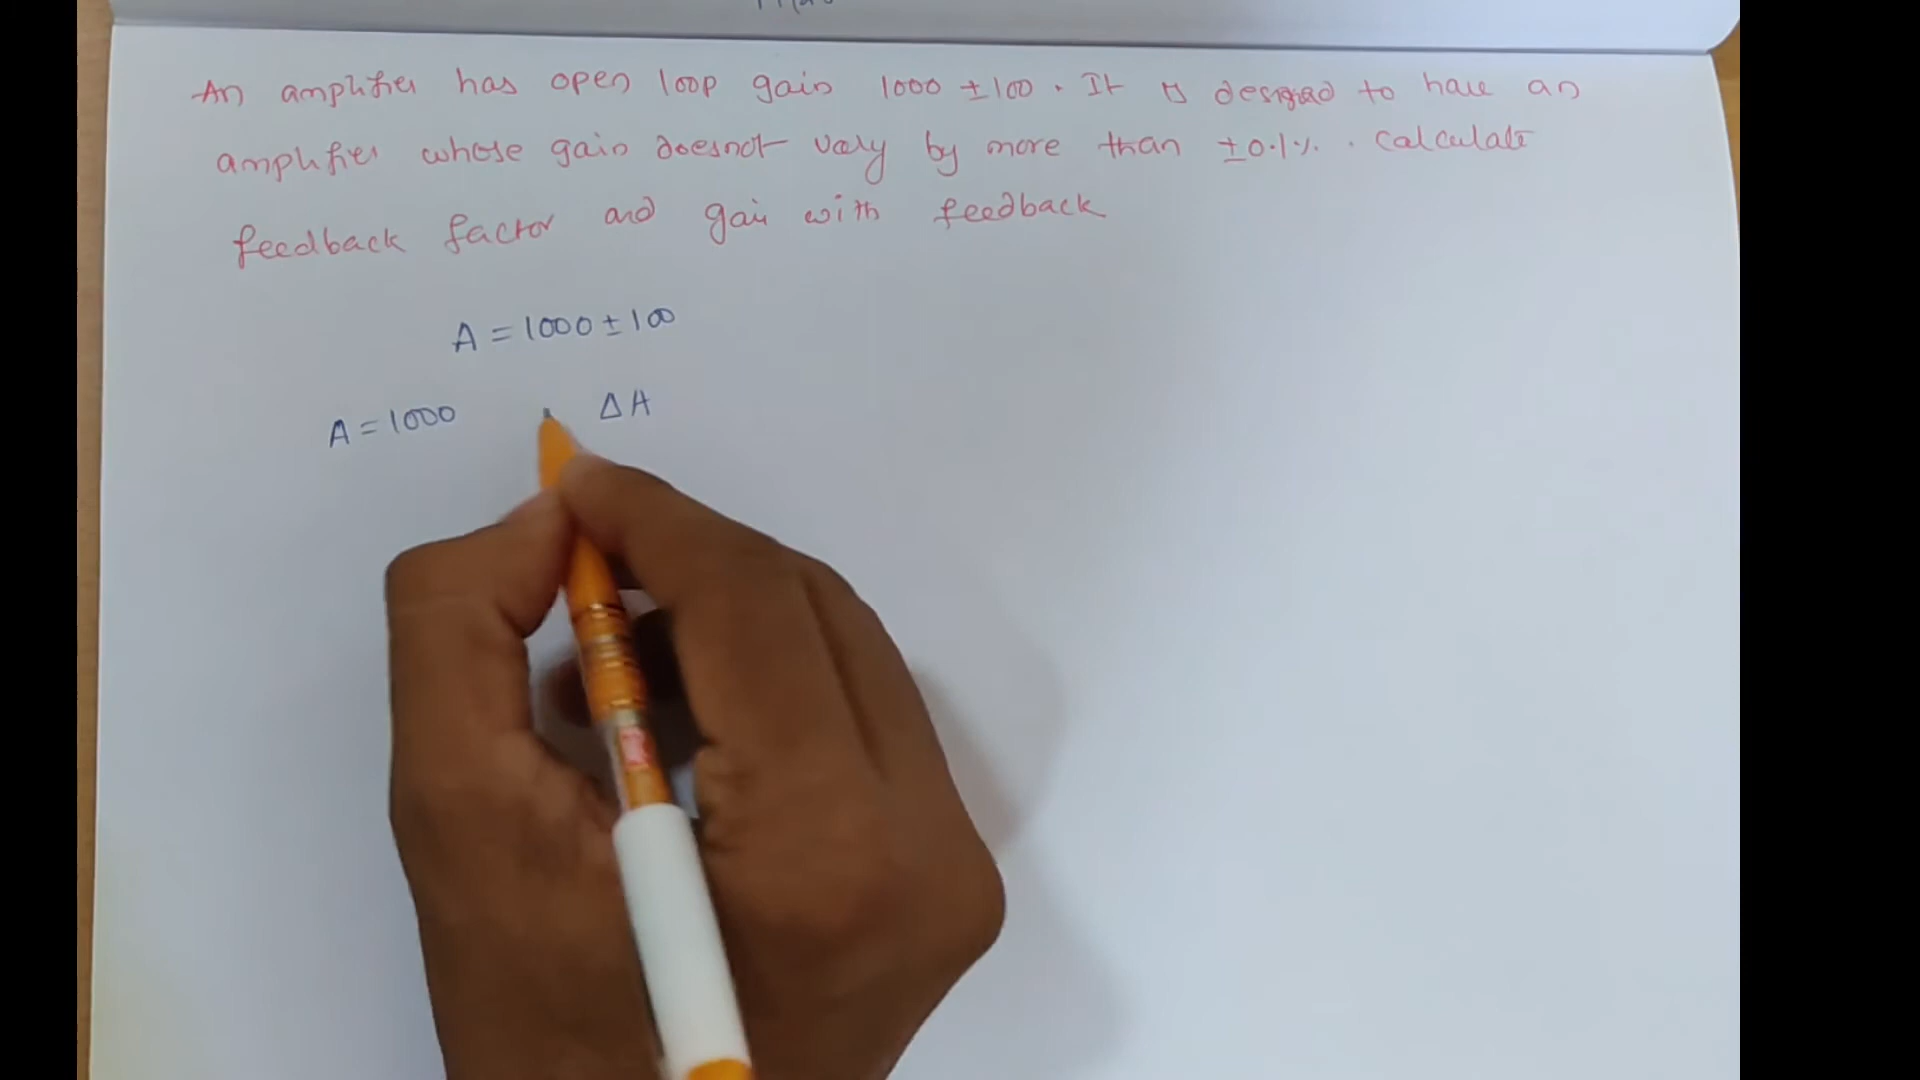 An amplifier has open loop gain 1000 ±100. It is designed to have an
amplifier whose gain doesnot vary by more than ±0.1%. Calculate
feedback factor and gain with feedback
A = 1000 ± 100
A = 1000 ΔA